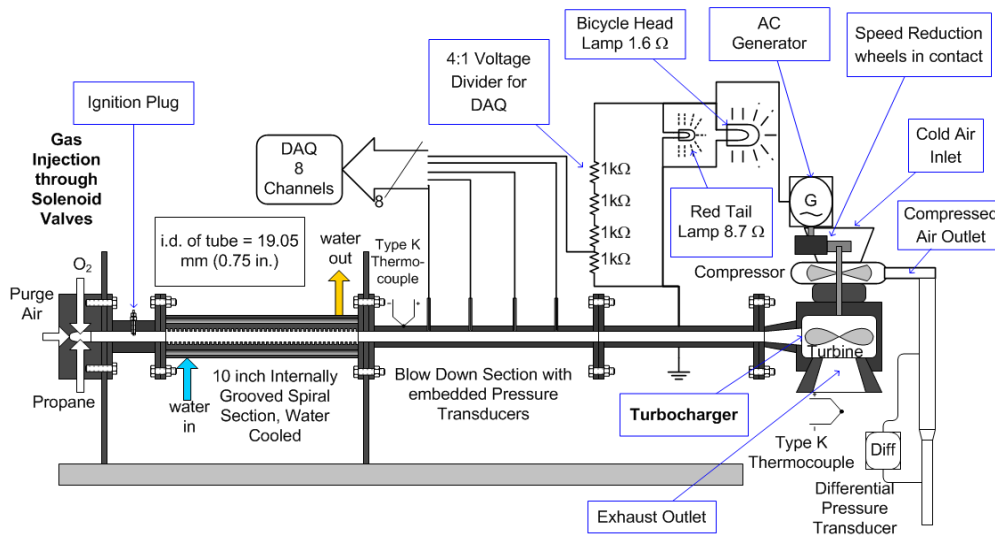 Ignition Plug
Gas
Injection
through
Solenoid
Valves
O₂
Purge
Air
Propane
i.d. of tube = 19.05
mm (0.75 in.)
water
out
water
in
10 inch Internally
Grooved Spiral
Section, Water
Cooled
DAQ
8
Channels
8
Type K
Thermo-
couple
-
+
Blow Down Section with
embedded Pressure
Transducers
4:1 Voltage
Divider for
DAQ
1kΩ
1kΩ
1kΩ
1kΩ
Bicycle Head
Lamp 1.6 Ω
Red Tail
Lamp 8.7 Ω
AC
Generator
Speed Reduction
wheels in contact
Cold Air
Inlet
Compressed
Air Outlet
G
Compressor
Turbine
Turbocharger
-
+
Type K
Thermocouple
Exhaust Outlet
Diff
Differential
Pressure
Transducer